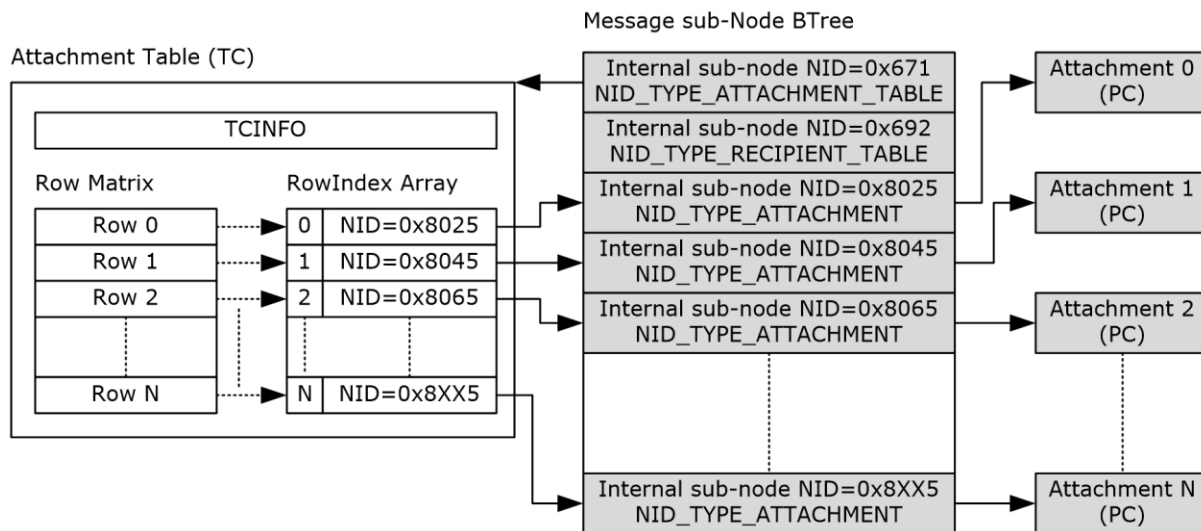 Message sub-Node BTree
Attachment Table (TC)
TCINFO
Row Matrix
RowIndex Array
Row 0
0
NID=0x8025
Row 1
1
NID=0x8045
Row 2
2
NID=0x8065
Row N
N
NID=0x8XX5
Internal sub-node NID=0x671
NID_TYPE_ATTACHMENT_TABLE
Internal sub-node NID=0x692
NID_TYPE_RECIPIENT_TABLE
Internal sub-node NID=0x8025
NID_TYPE_ATTACHMENT
Internal sub-node NID=0x8045
NID_TYPE_ATTACHMENT
Internal sub-node NID=0x8065
NID_TYPE_ATTACHMENT
Internal sub-node NID=0x8XX5
NID_TYPE_ATTACHMENT
Attachment 0
(PC)
Attachment 1
(PC)
Attachment 2
(PC)
Attachment N
(PC)